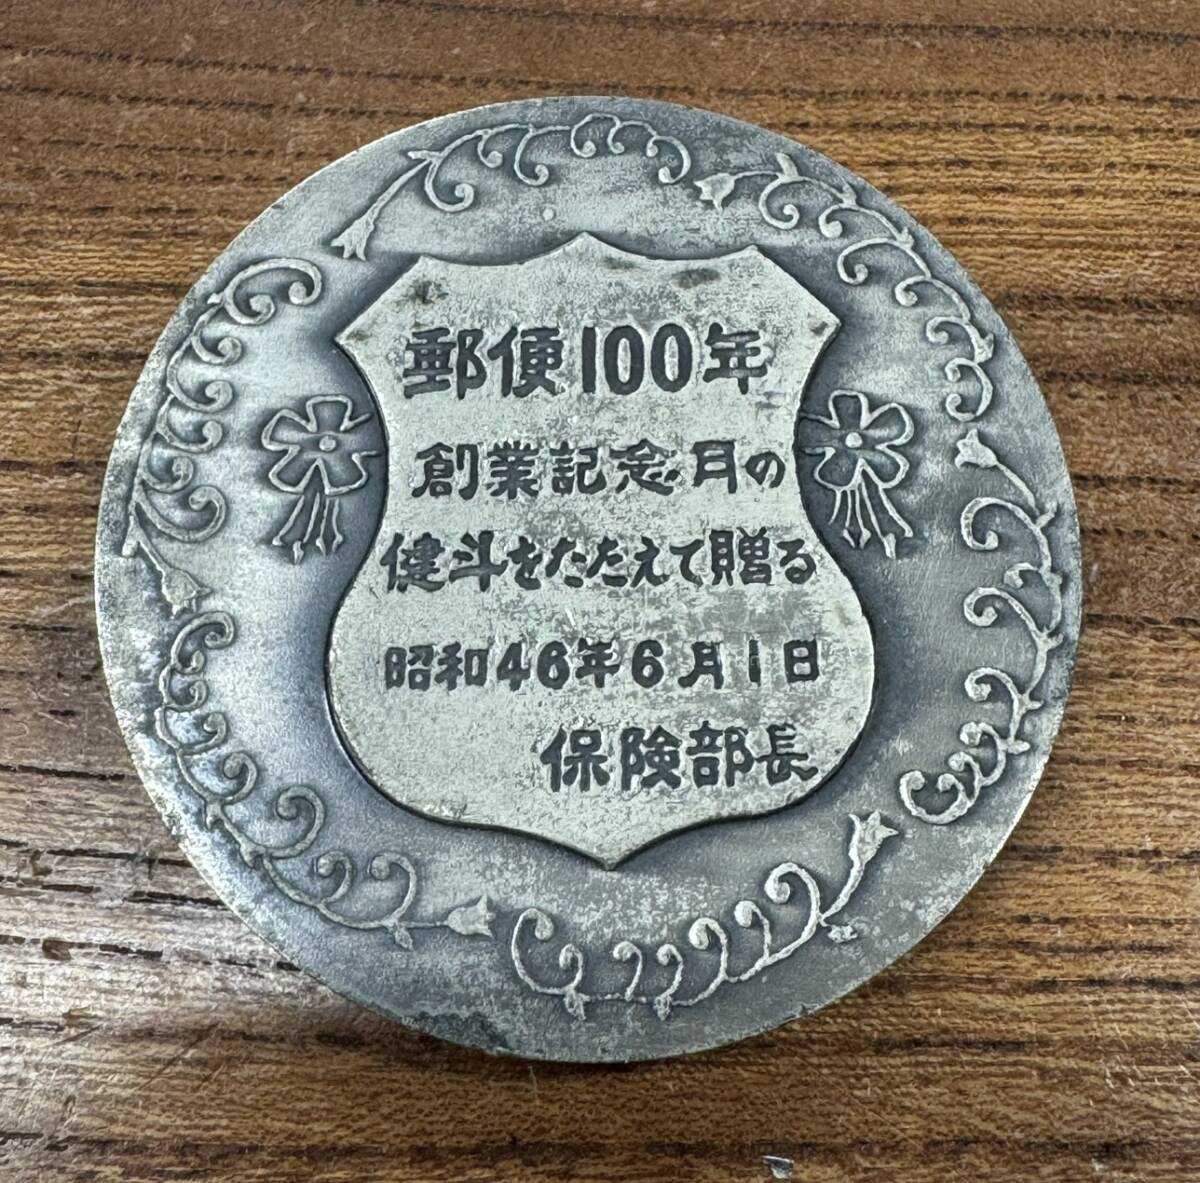 郵便100年
創業記念月の
健斗をたたえて贈る
昭和46年6月1日
保険部長